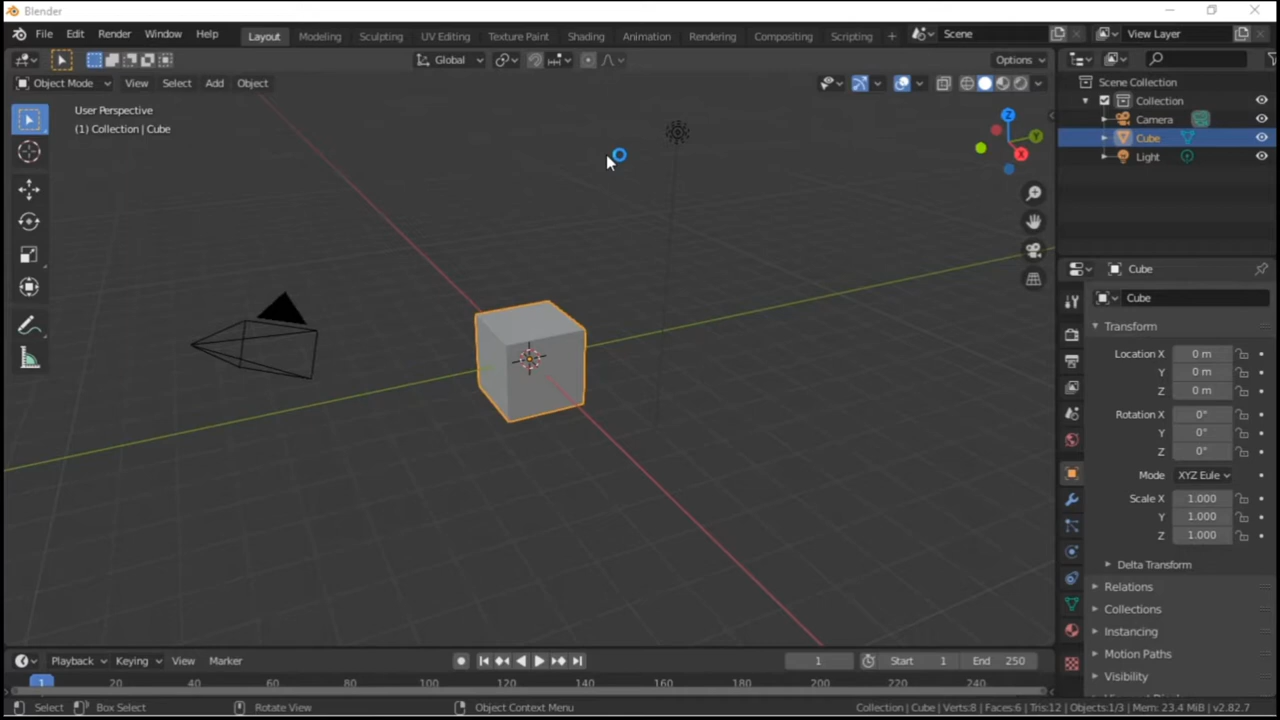 Blender
File Edit Render Window Help Layout Modeling Sculpting UV Editing Texture Paint Shading Animation Rendering Compositing Scripting + Scene View Layer
Global Options
Object Mode View Select Add Object
User Perspective
(1) Collection | Cube
Z
Y
X
Scene Collection
Collection
Camera
Cube
Light
Cube
Cube
Transform
Location X 0 m
Y 0 m
Z 0 m
Rotation X 0°
Y 0°
Z 0°
Mode XYZ Eule
Scale X 1.000
Y 1.000
Z 1.000
Delta Transform
Relations
Collections
Instancing
Motion Paths
Visibility
Playback Keying View Marker 1 Start 1 End 250
1 20 40 60 80 100 120 140 160 180 200 220 240
Select Box Select Rotate View Object Context Menu Collection | Cube | Verts:8 | Faces:6 | Tris:12 | Objects:1/3 | Mem: 23.4 MiB | v2.82.7